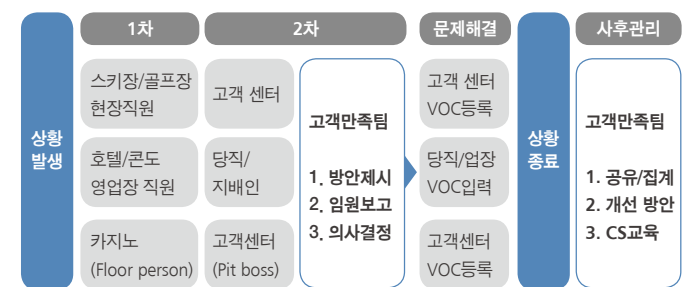 상황
발생
1차
스키장/골프장
현장직원
호텔/콘도
영업장 직원
카지노
(Floor person)
2차
고객 센터
당직/
지배인
고객센터
(Pit boss)
고객만족팀
1. 방안제시
2. 임원보고
3. 의사결정
문제해결
고객 센터
VOC등록
당직/업장
VOC입력
고객센터
VOC등록
상황
종료
사후관리
고객만족팀
1. 공유/집계
2. 개선 방안
3. CS교육